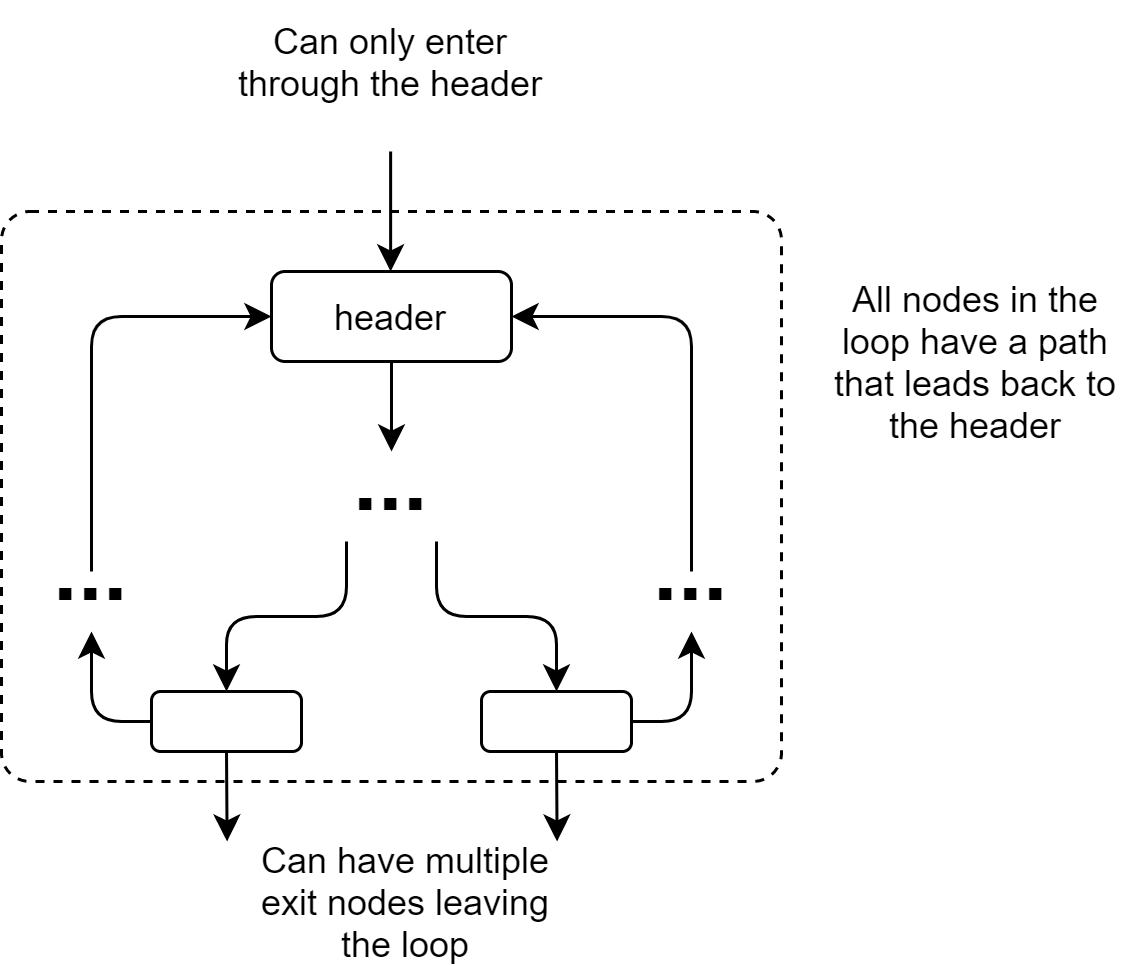 Can only enter
through the header
header
All nodes in the
loop have a path
that leads back to
the header
...
...
...
Can have multiple
exit nodes leaving
the loop